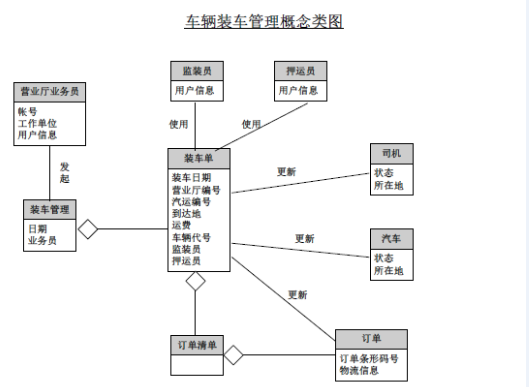 车辆装车管理概念类图
监装员
用户信息
押运员
用户信息
营业厅业务员
帐号
工作单位
用户信息
使用
使用
发起
装车单
装车日期
营业厅编号
汽运编号
到达地
运费
车辆代号
监装员
押运员
司机
状态
所在地
更新
装车管理
日期
业务员
汽车
状态
所在地
更新
更新
订单清单
订单
订单条形码号
物流信息